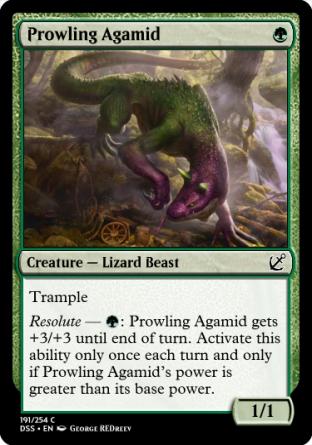 Prowling Agamid
Creature — Lizard Beast
Trample
Resolute — : Prowling Agamid gets
+3/+3 until end of turn. Activate this
ability only once each turn and only
if Prowling Agamid's power is
greater than its base power.
1/1
191/254 C
DSS • EN George REDreev